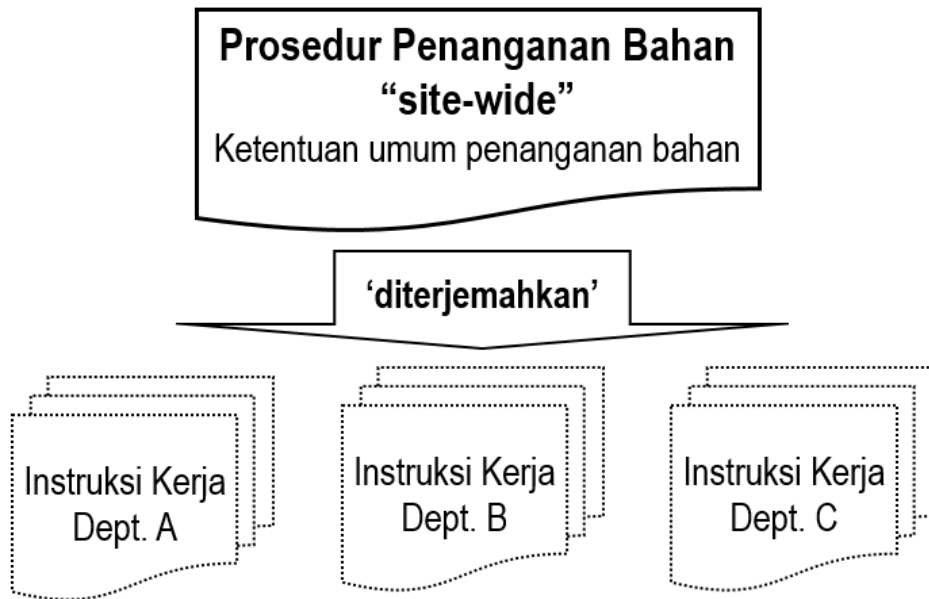 Prosedur Penanganan Bahan
“site-wide”
Ketentuan umum penanganan bahan
‘diterjemahkan’
Instruksi Kerja
Dept. A
Instruksi Kerja
Dept. B
Instruksi Kerja
Dept. C